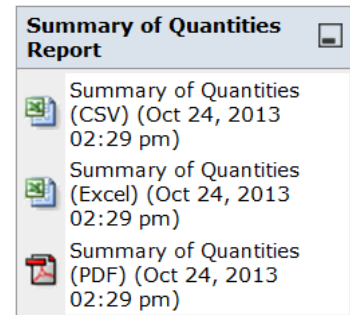 Summary of Quantities
Report
Summary of Quantities
(CSV) (Oct 24, 2013
02:29 pm)
Summary of Quantities
(Excel) (Oct 24, 2013
02:29 pm)
Summary of Quantities
(PDF) (Oct 24, 2013
02:29 pm)